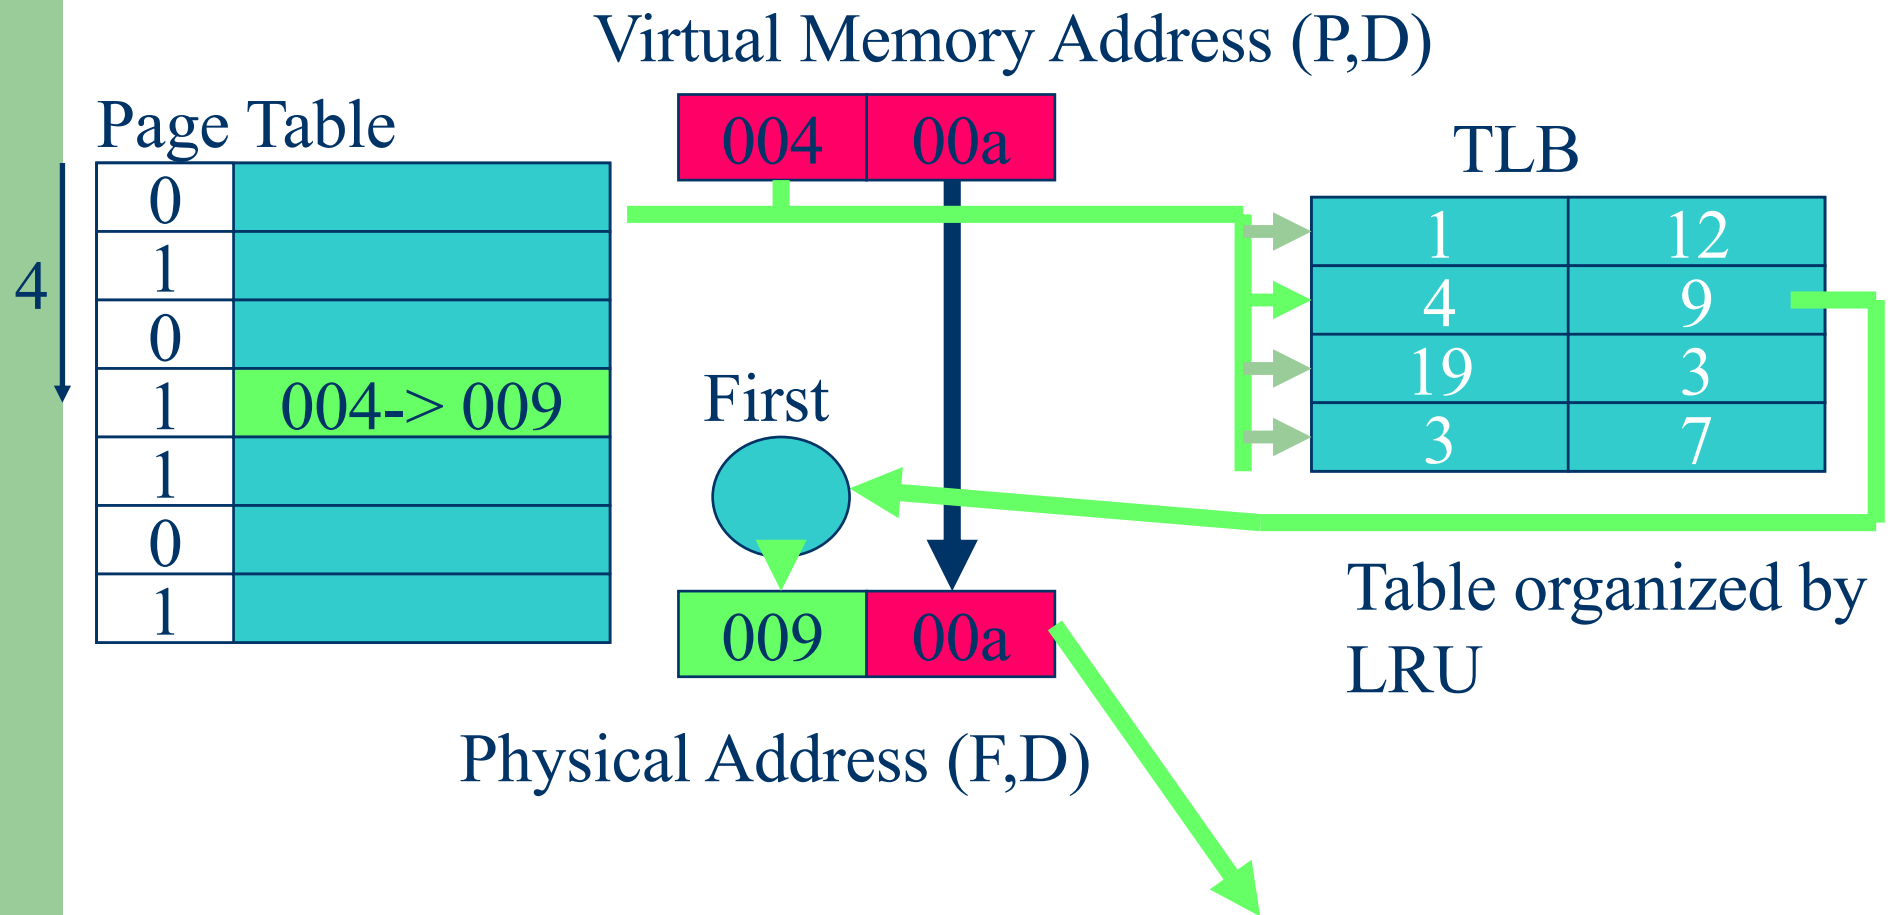 Virtual Memory Address (P,D)
Page Table
004 00a
TLB
4
0
1
0
1 004-> 009
1
0
1
1 12
4 9
19 3
3 7
First
009 00a
Table organized by
LRU
Physical Address (F,D)